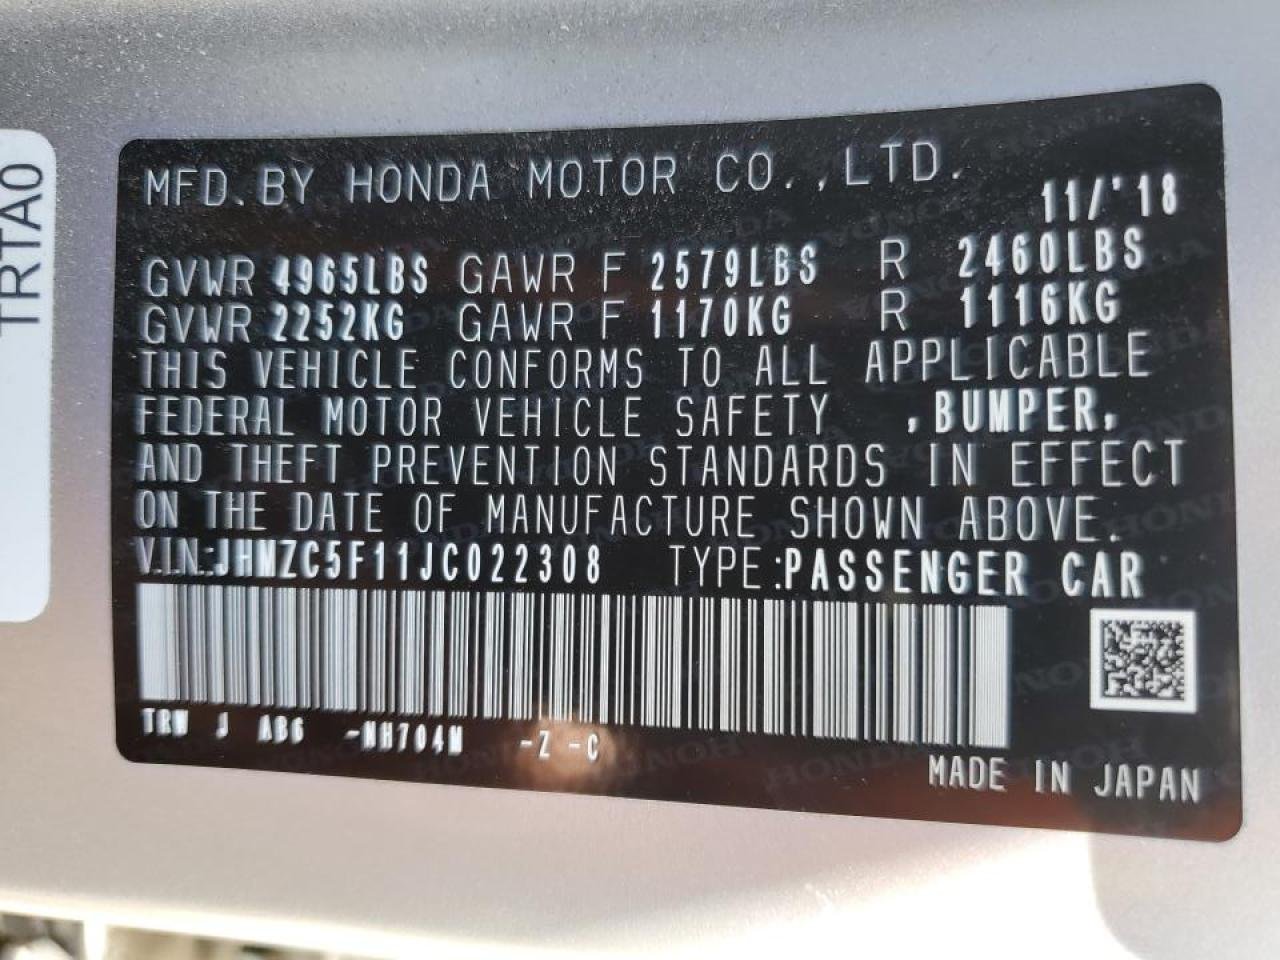 TRTA0
MFD. BY HONDA MOTOR CO., LTD.
11/'18
GVWR 4965LBS GAWR F 2579LBS R 2460LBS
GVWR 2252KG GAWR F 1170KG R 1116KG
THIS VEHICLE CONFORMS TO ALL APPLICABLE
FEDERAL MOTOR VEHICLE SAFETY , BUMPER,
AND THEFT PREVENTION STANDARDS IN EFFECT
ON THE DATE OF MANUFACTURE SHOWN ABOVE.
V.I.N.:JHMZC5F11JC022308 TYPE:PASSENGER CAR
TRW J AB6 -NH704M -Z -C
MADE IN JAPAN